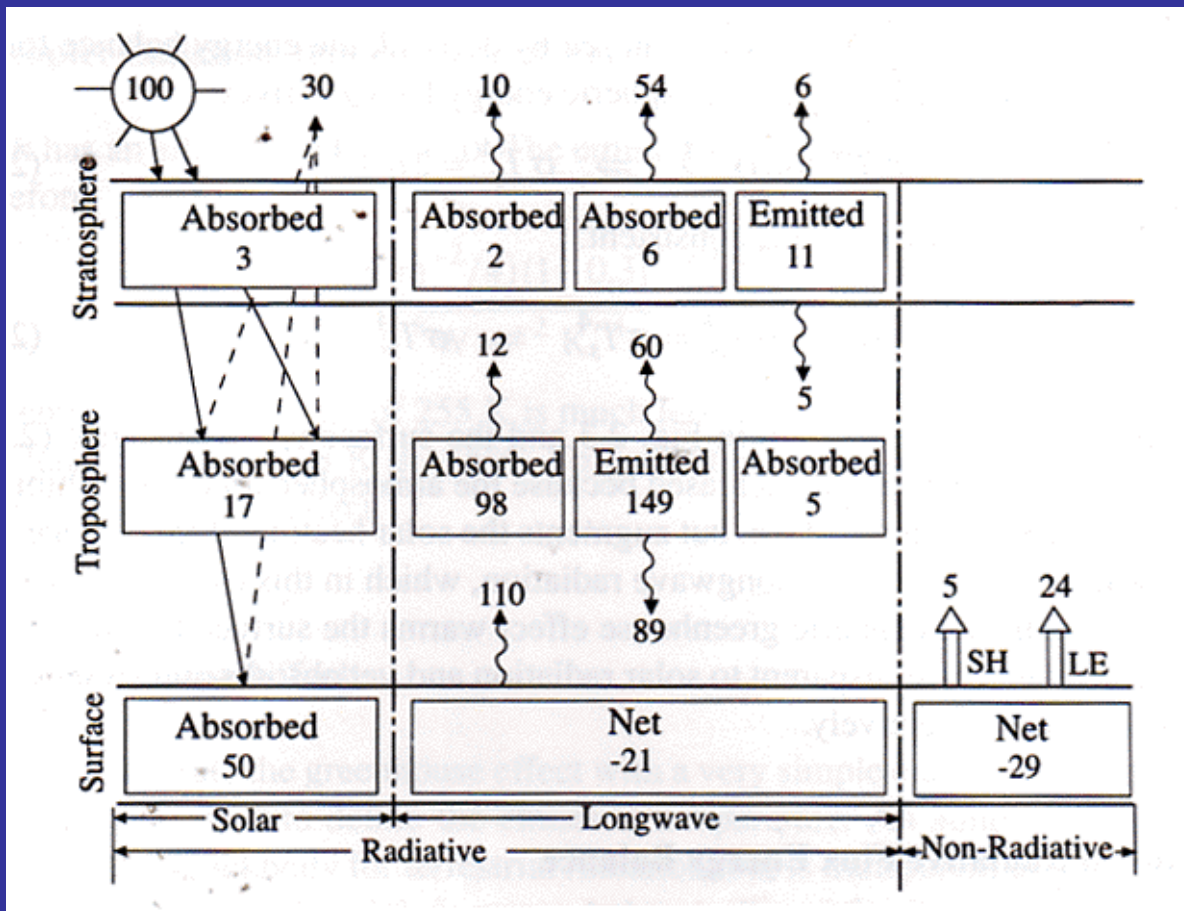 100 30 10 54 6
Stratosphere
Absorbed
3
Absorbed
2
Absorbed
6
Emitted
11
12 60
5
Troposphere
Absorbed
17
Absorbed
98
Emitted
149
Absorbed
5
110
89
5 24
SH LE
Surface
Absorbed
50
Net
-21
Net
-29
Solar Longwave
Radiative Non-Radiative